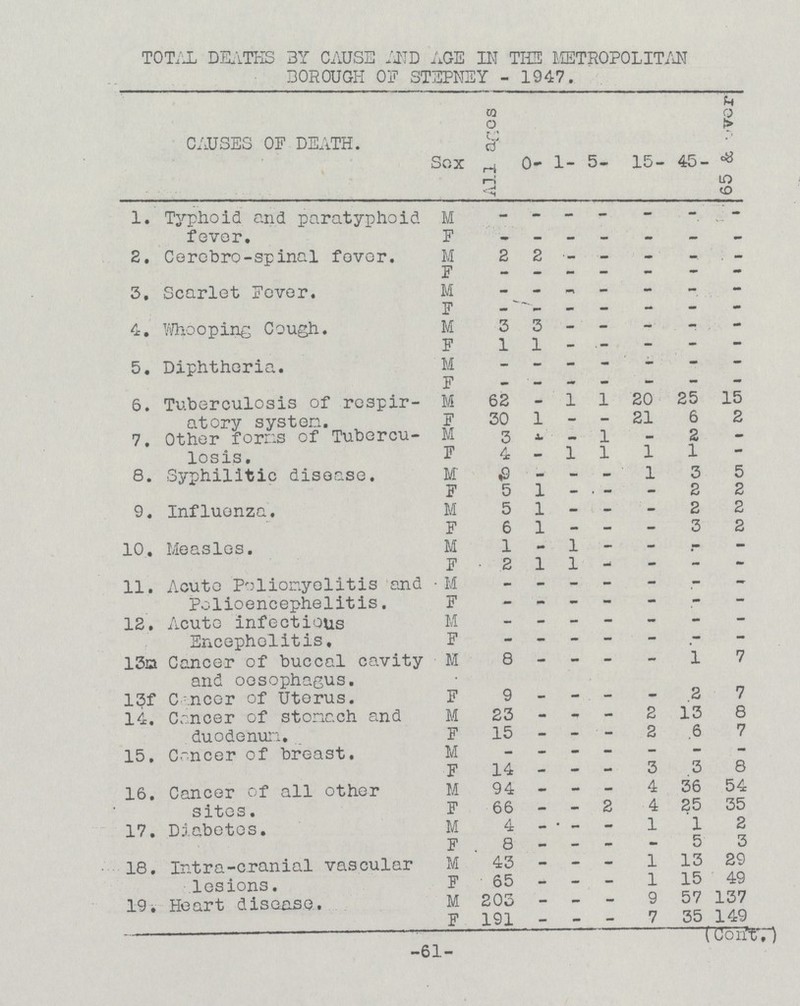 TOTAL DEATHS BY CAUSE AND AGE IN THE METROPOLITAN
BOROUGH OF STEPNEY - 1947.
CAUSES OF DEATH. Sex All ages 0- 1- 5- 15- 45- 65 & over
1. Typhoid and paratyphoid M - - - - - - -
fever. F - - - - - - -
2. Cerebro-spinal fever. M 2 2 - - - - -
F - - - - - - -
3. Scarlet Fever. M - - - - - - -
F - - - - - - -
4. Whooping Cough. M 3 3 - - - - -
F 1 1 - - - - -
5. Diphtheria. M - - - - - - -
F - - - - - - -
6. Tuberculosis of respir- M 62 - 1 1 20 25 15
atory system. F 30 1 - - 21 6 2
7. Other forms of Tubercu- M 3 - - 1 - 2 -
losis. F 4 - 1 1 1 1 -
8. Syphilitic disease. M 9 - - - 1 3 5
F 5 1 - - - 2 2
9. Influenza. M 5 1 - - - 2 2
F 6 1 - - - 3 2
10. Measles. M 1 - 1 - - - -
F 2 1 1 - - - -
11. Acute Poliomyelitis and M - - - - - - -
Polioencephelitis. F - - - - - - -
12. Acute infectious M - - - - - - -
Encephelitis. F - - - - - - -
13m Cancer of buccal cavity M 8 - - - - 1 7
and oesophagus.
13f Cancer of Uterus. F 9 - - - - 2 7
14. Cancer of stomach and M 23 - - - 2 13 8
duodenum. F 15 - - - 2 6 7
15. Cancer of breast. M - - - - - - -
F 14 - - - 3 3 8
16. Cancer of all other M 94 - - - 4 36 54
sites. F 66 - - 2 4 25 35
17. Diabetes. M 4 - - - 1 1 2
F 8 - - - - 5 3
18. Intra-cranial vascular M 43 - - - 1 13 29
lesions. F 65 - - - 1 15 49
19. Heart disease. M 203 - - - 9 57 137
F 191 - - - 7 35 149
(Cont.)
-61-